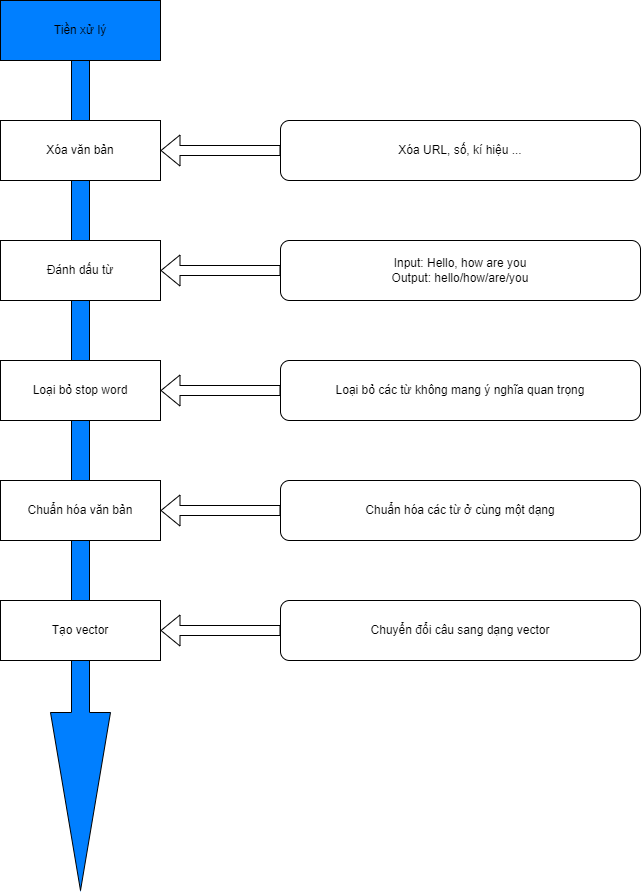 Tiền xử lý
Xóa văn bản
Xóa URL, số, kí hiệu ...
Đánh dấu từ
Input: Hello, how are you
Output: hello/how/are/you
Loại bỏ stop word
Loại bỏ các từ không mang ý nghĩa quan trọng
Chuẩn hóa văn bản
Chuẩn hóa các từ ở cùng một dạng
Tạo vector
Chuyển đổi câu sang dạng vector